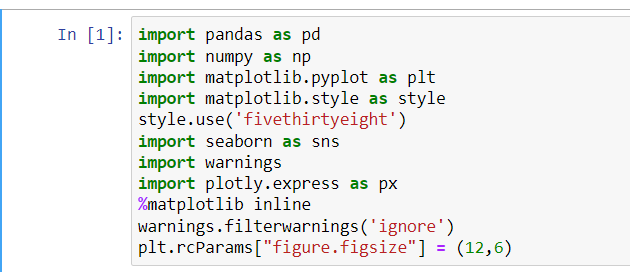 In [1]: import pandas as pd
import numpy as np
import matplotlib.pyplot as plt
import matplotlib.style as style
style.use('fivethirtyeight')
import seaborn as sns
import warnings
import plotly.express as px
%matplotlib inline
warnings.filterwarnings('ignore')
plt.rcParams["figure.figsize"] = (12,6)